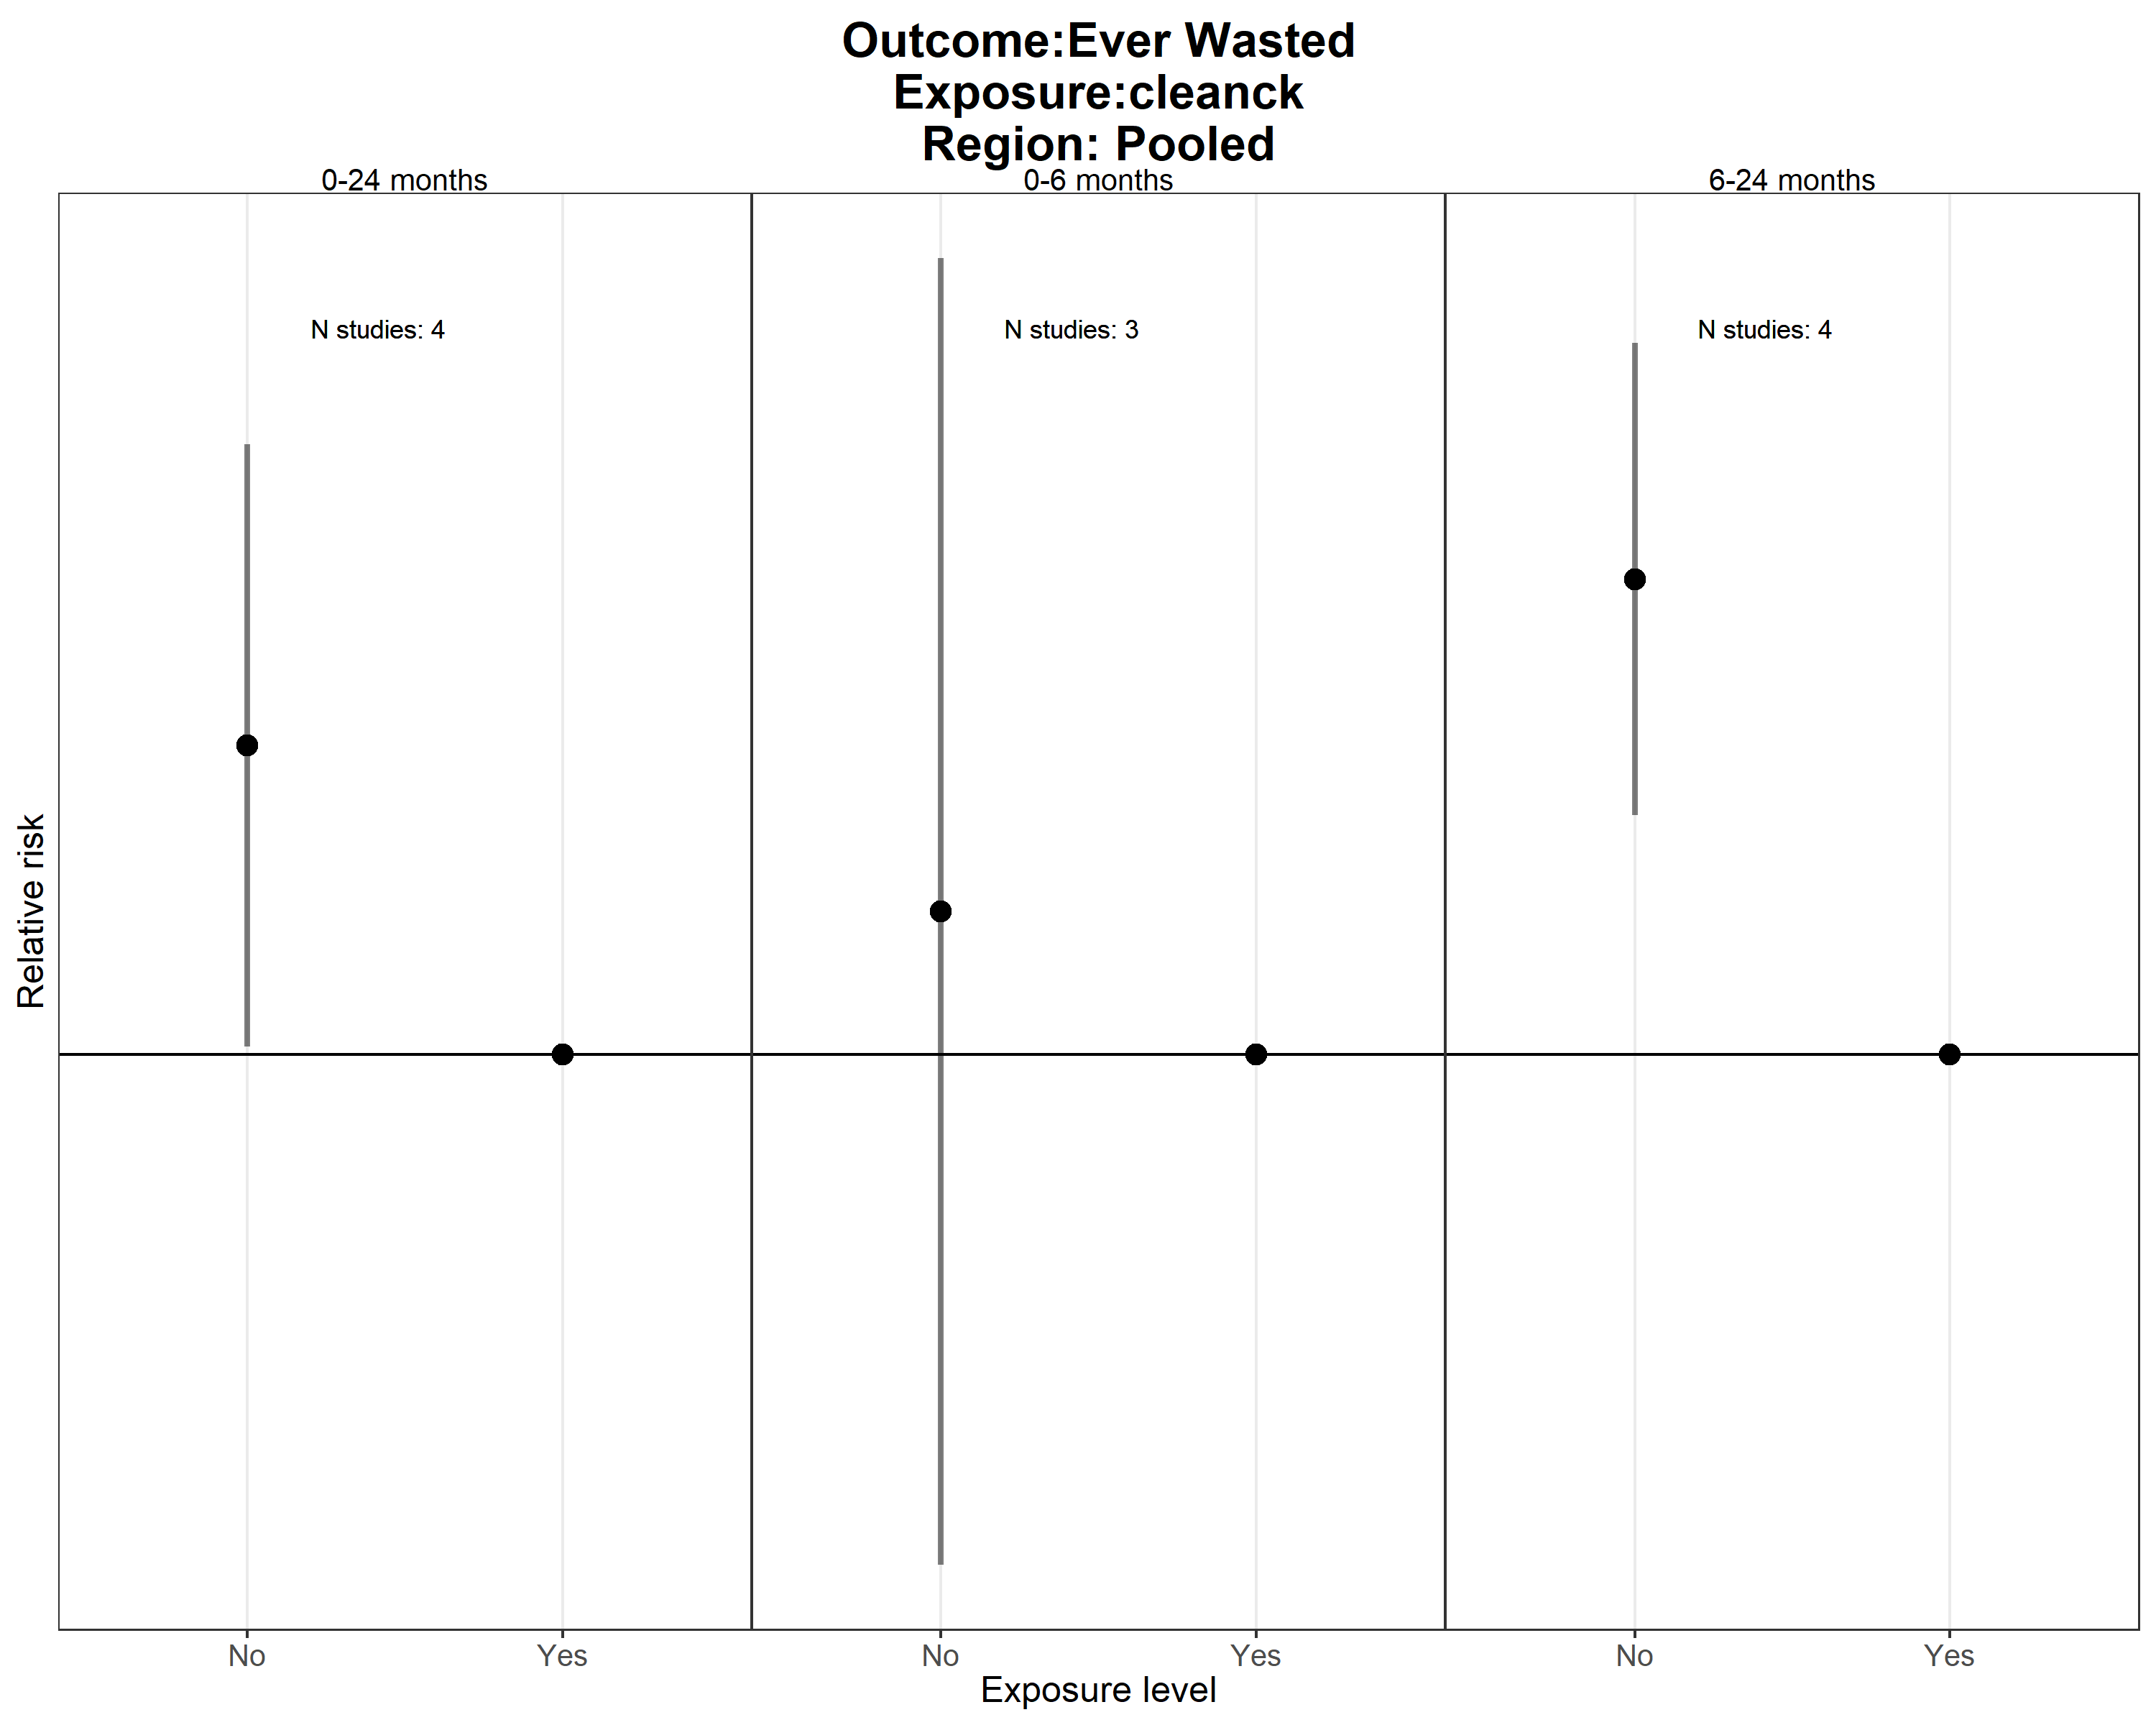 Outcome:Ever Wasted
Exposure:cleanck
Region: Pooled
0-24 months
0-6 months
6-24 months
N studies: 4
N studies: 3
N studies: 4
Relative risk
No
Yes
No
Yes
No
Yes
Exposure level